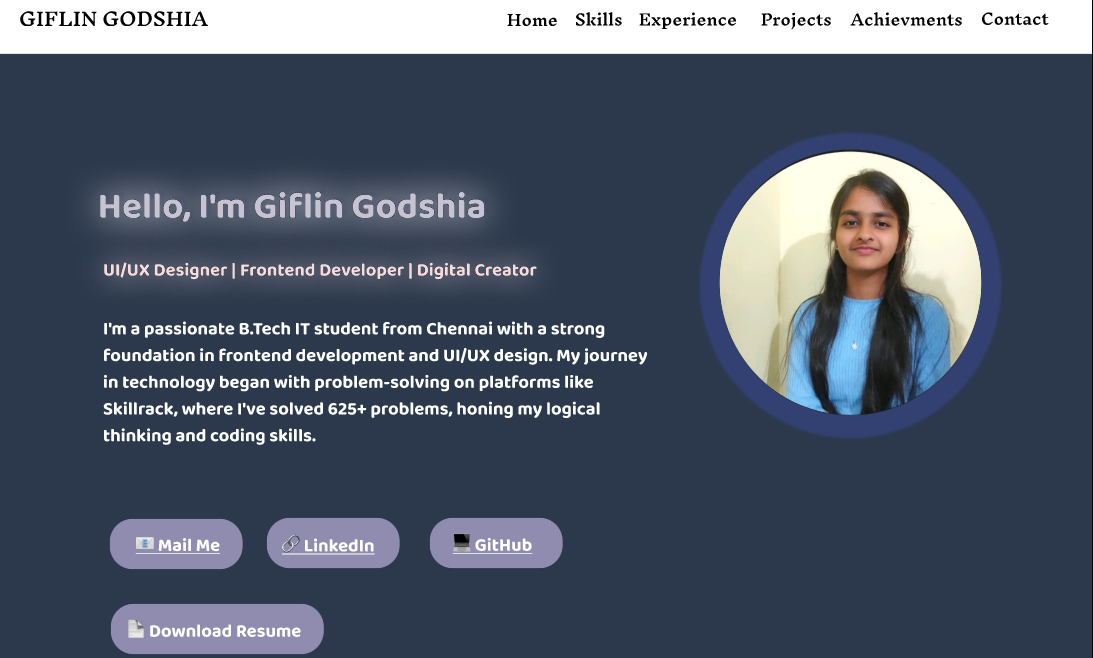 GIFLIN GODSHIA
Home Skills Experience Projects Achievments Contact
Hello, I'm Giflin Godshia
UI/UX Designer | Frontend Developer | Digital Creator
I'm a passionate B.Tech IT student from Chennai with a strong
foundation in frontend development and UI/UX design. My journey
in technology began with problem-solving on platforms like
Skillrack, where I've solved 625+ problems, honing my logical
thinking and coding skills.
📧 Mail Me 🔗 LinkedIn 💻 GitHub
📄 Download Resume